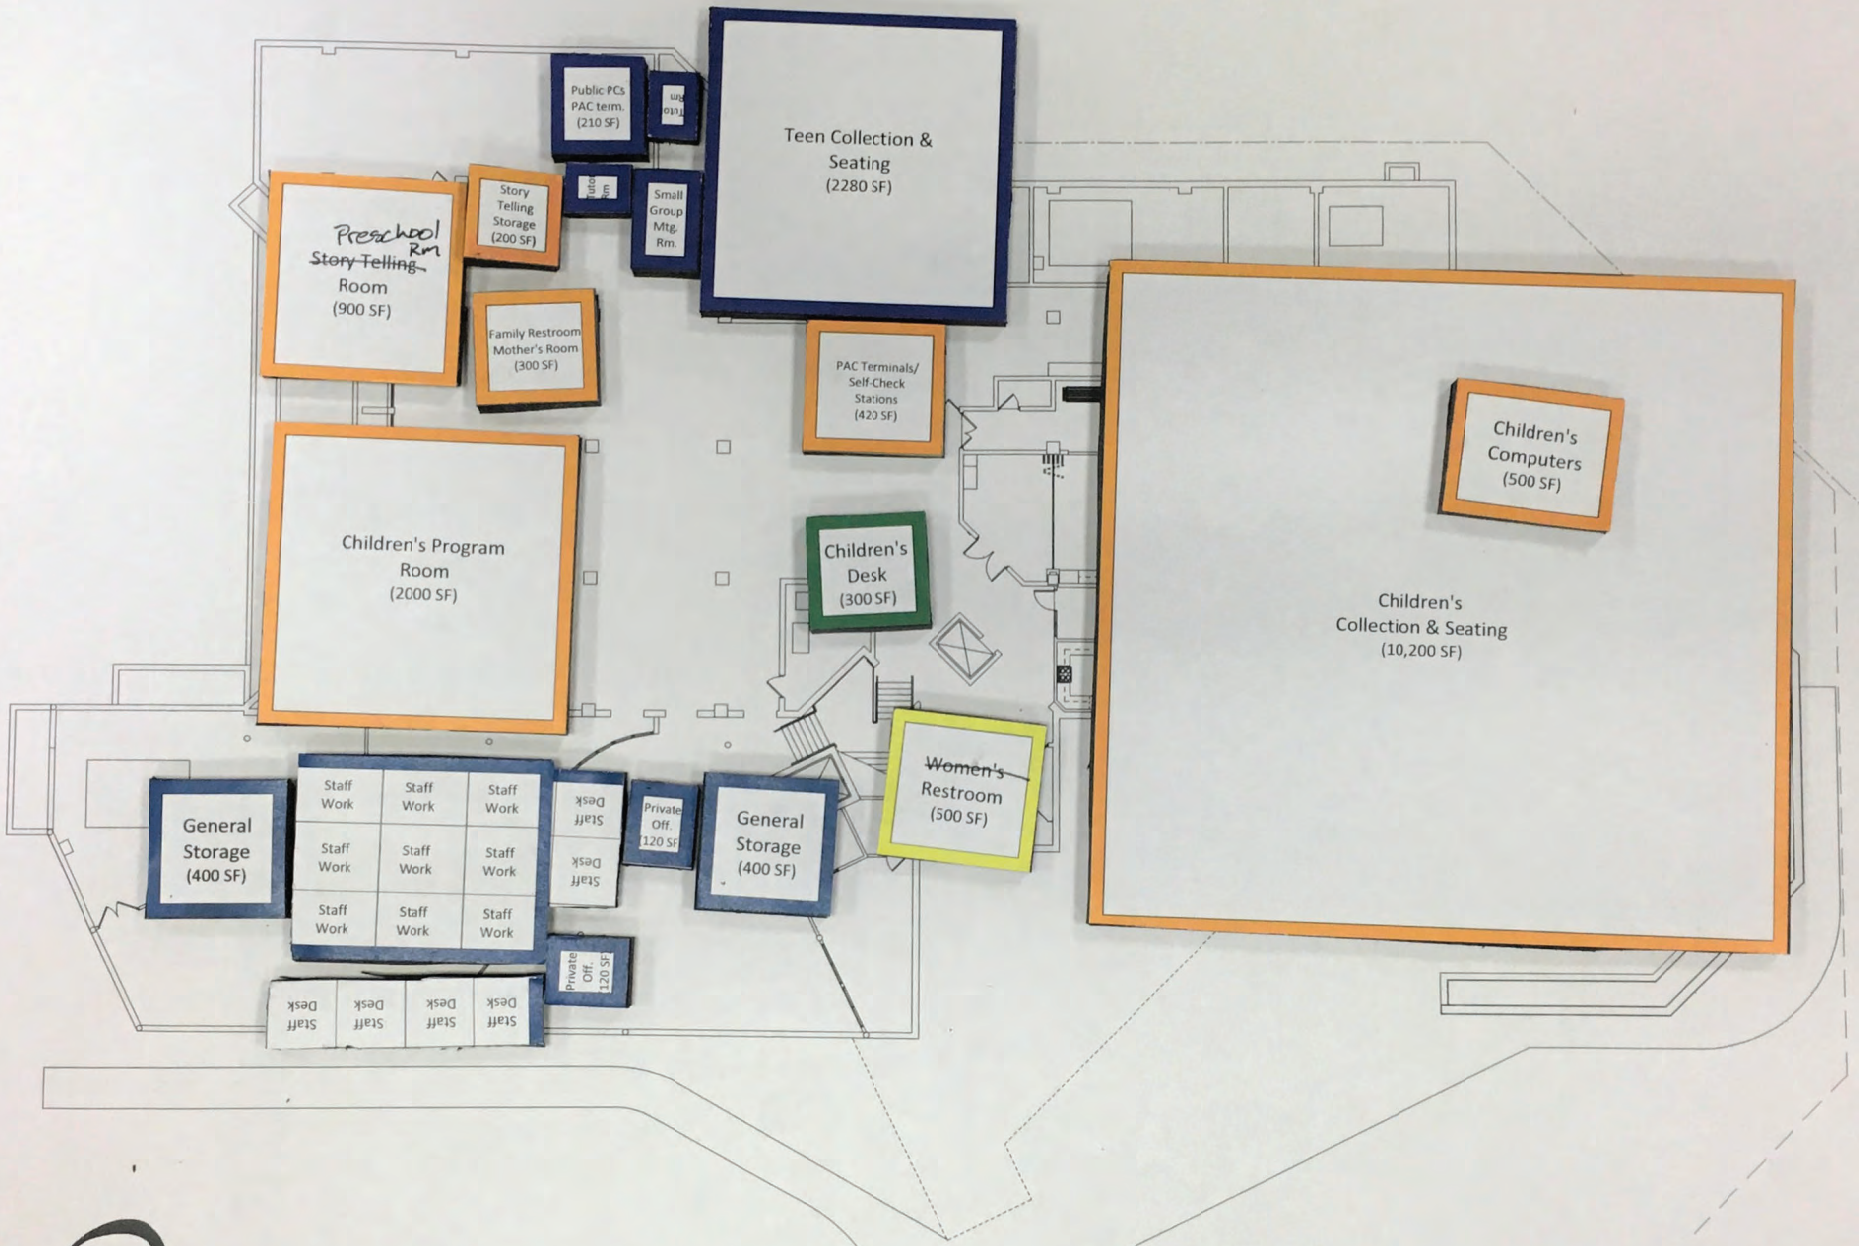 Public PCs
PAC term.
(210 SF)
Tutor
Rm
Teen Collection &
Seating
(2280 SF)
Story
Telling
Storage
(200 SF)
Tutor
Rm
Small
Group
Mtg.
Rm.
Preschool
Rm
Story Telling
Room
(900 SF)
Family Restroom
Mother's Room
(300 SF)
PAC Terminals/
Self-Check
Stations
(420 SF)
Children's
Computers
(500 SF)
Children's Program
Room
(2000 SF)
Children's
Desk
(300 SF)
Children's
Collection & Seating
(10,200 SF)
Women's
Restroom
(500 SF)
General
Storage
(400 SF)
Staff
Work
Staff
Work
Staff
Work
Staff
Work
Staff
Work
Staff
Work
Staff
Work
Staff
Work
Staff
Work
Staff
Desk
Staff
Desk
Private
Off.
(120 SF
General
Storage
(400 SF)
Private
Off.
(120 SF
Staff
Desk
Staff
Desk
Staff
Desk
Staff
Desk